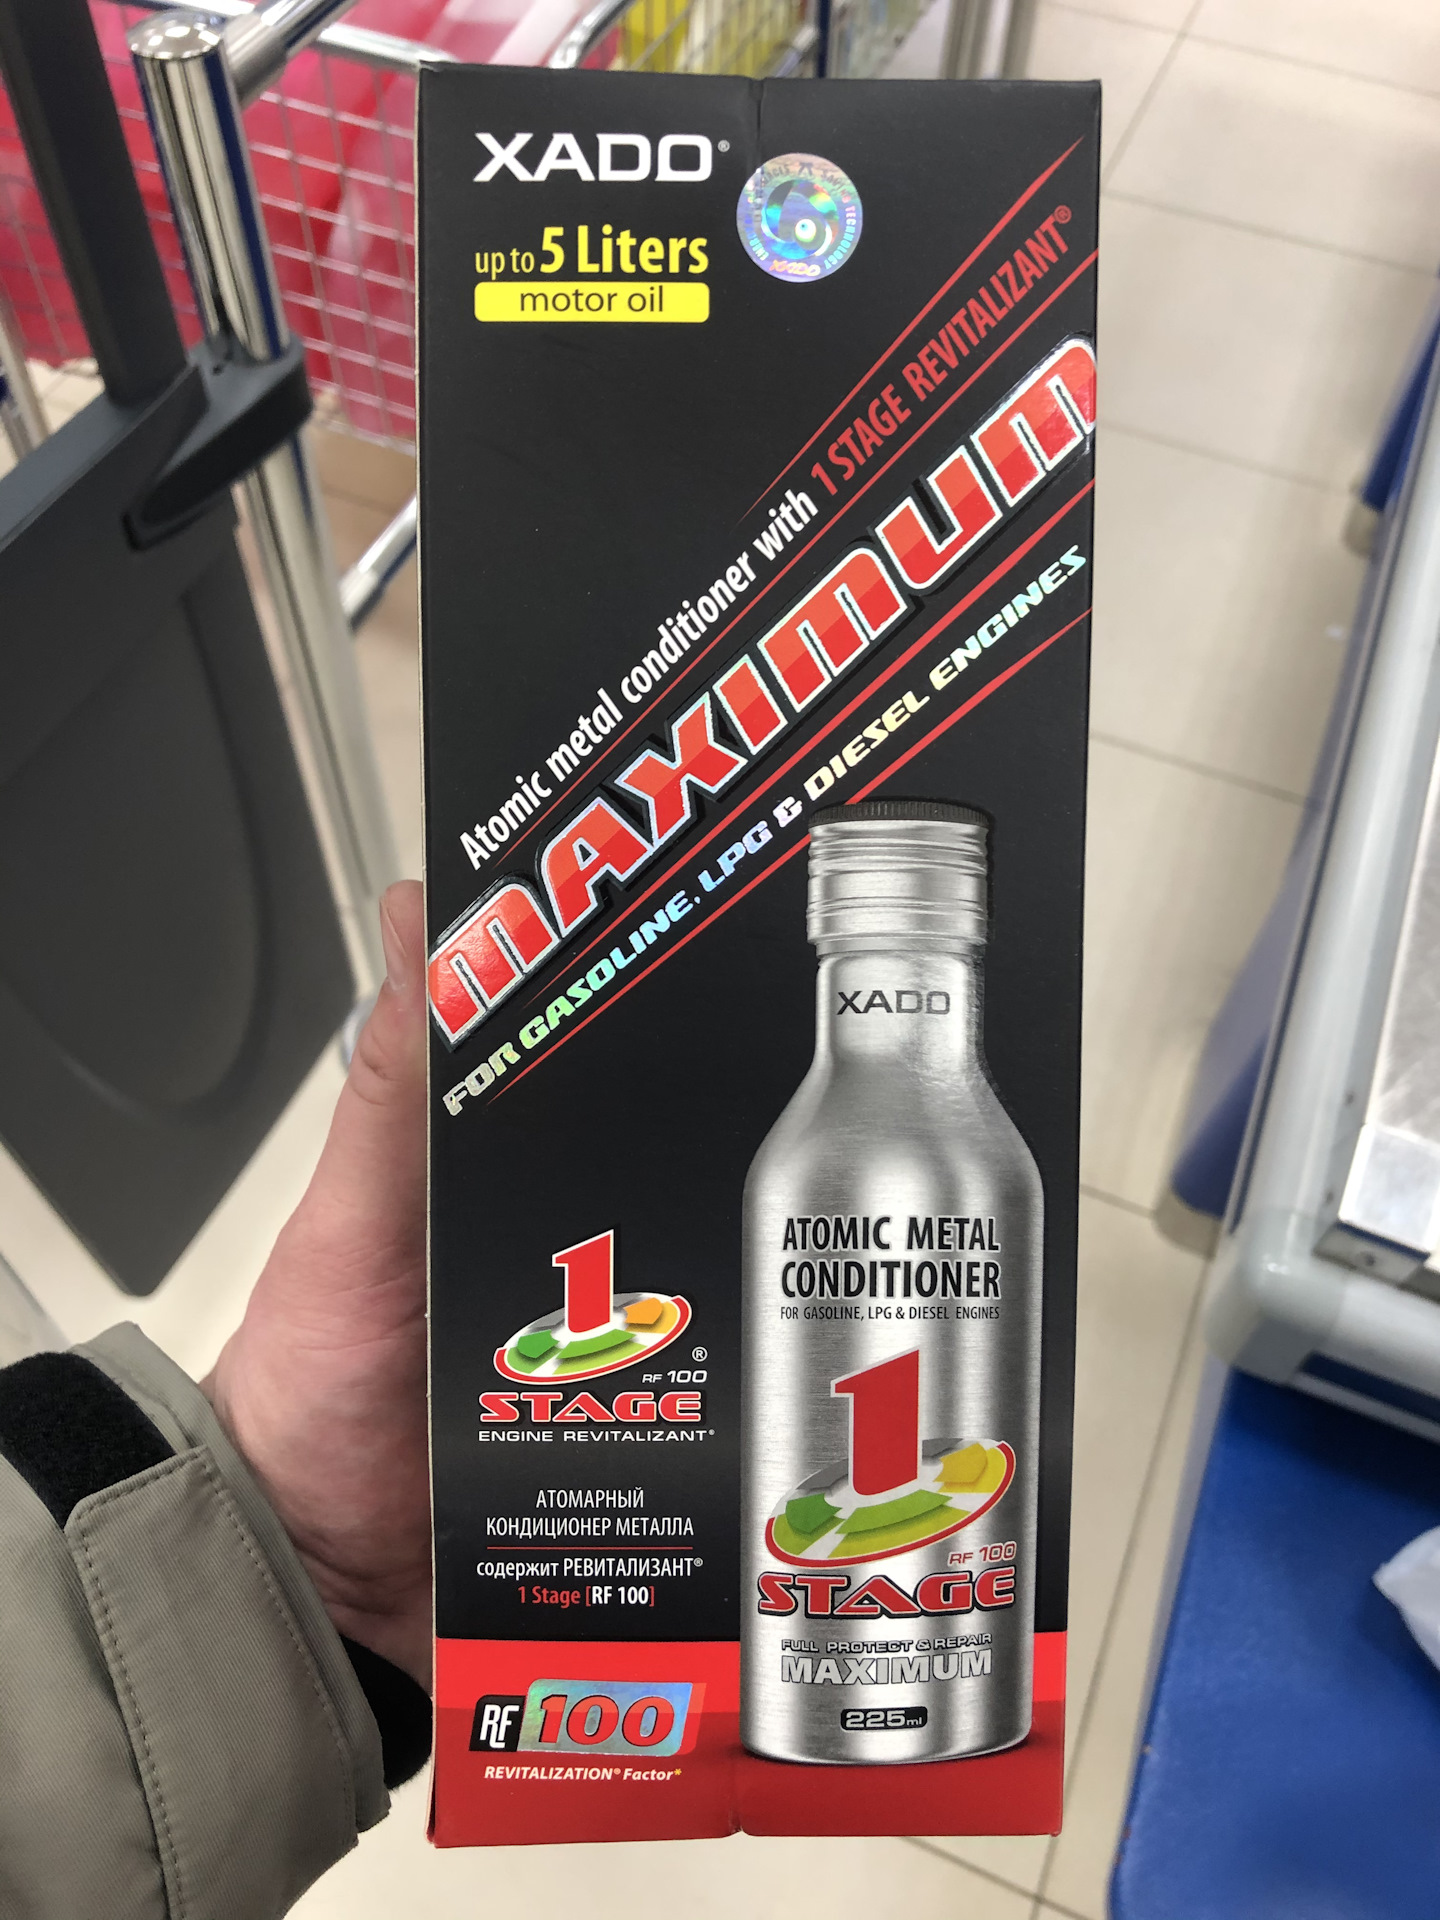 XADO®
up to 5 Liters
motor oil
XADO
Atomic metal conditioner with 1 STAGE REVITALIZANT®
MAXIMUM
FOR GASOLINE, LPG & DIESEL ENGINES
XADO
ATOMIC METAL
CONDITIONER
FOR GASOLINE, LPG & DIESEL ENGINES
1
RF 100
STAGE
FULL PROTECT & REPAIR
MAXIMUM
225ml
1
®
RF 100
STAGE
ENGINE REVITALIZANT®
АТОМАРНЫЙ
КОНДИЦИОНЕР МЕТАЛЛА
содержит РЕВИТАЛИЗАНТ®
1 Stage [RF 100]
RF 100
REVITALIZATION® Factor*